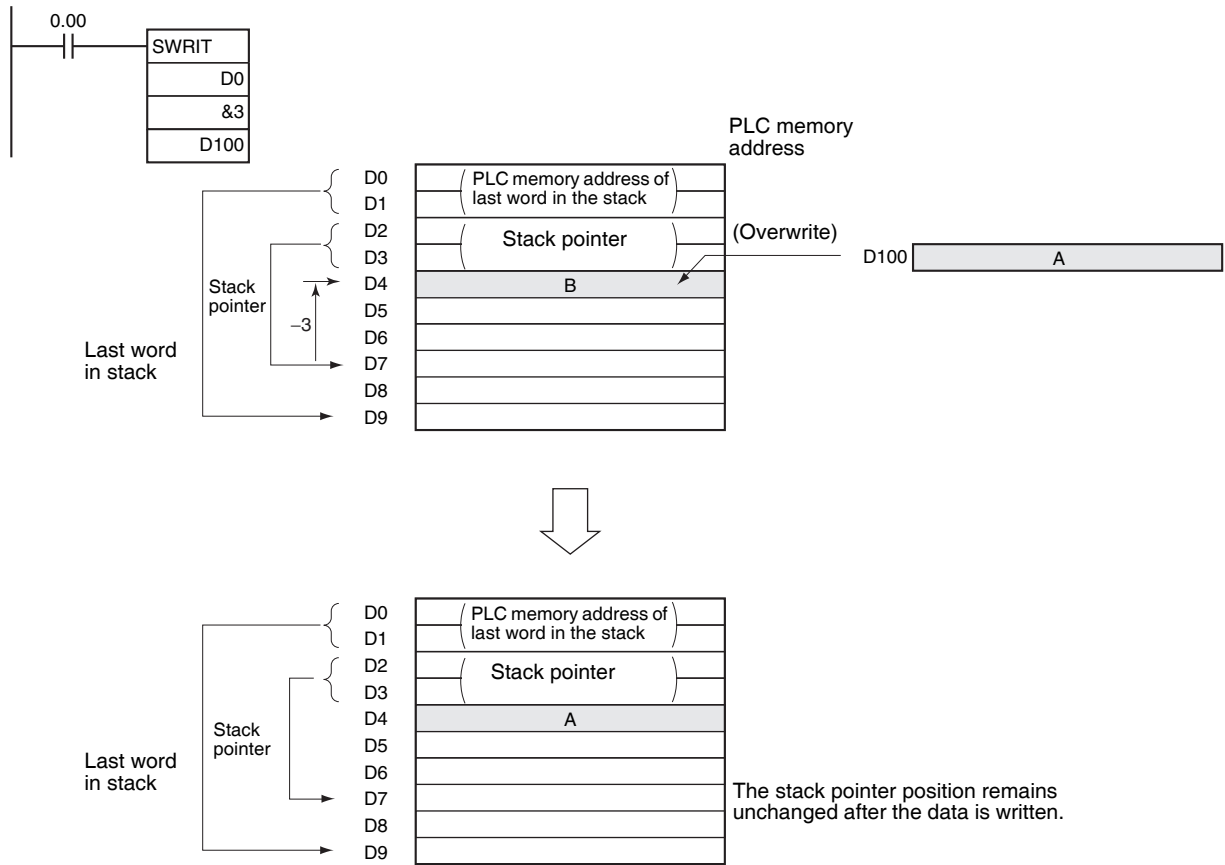 0.00
SWRIT
D0
&3
D100
PLC memory
address
D0
D1
D2
D3
D4
D5
D6
D7
D8
D9
PLC memory address of
last word in the stack
Stack pointer
B
(Overwrite)
D100
A
Stack
pointer
−3
Last word
in stack
D0
D1
D2
D3
D4
D5
D6
D7
D8
D9
PLC memory address of
last word in the stack
Stack pointer
A
Stack
pointer
Last word
in stack
The stack pointer position remains
unchanged after the data is written.